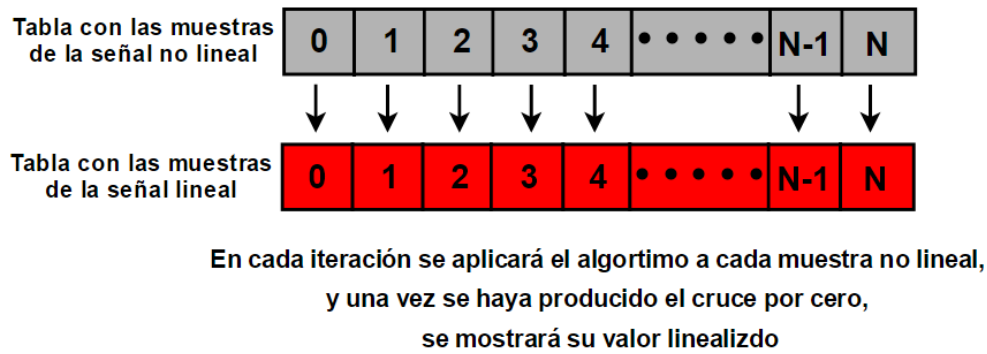 Tabla con las muestras
de la señal no lineal
0 1 2 3 4 • • • • • N-1 N
Tabla con las muestras
de la señal lineal
0 1 2 3 4 • • • • • N-1 N
En cada iteración se aplicará el algortimo a cada muestra no lineal,
y una vez se haya producido el cruce por cero,
se mostrará su valor linealizdo